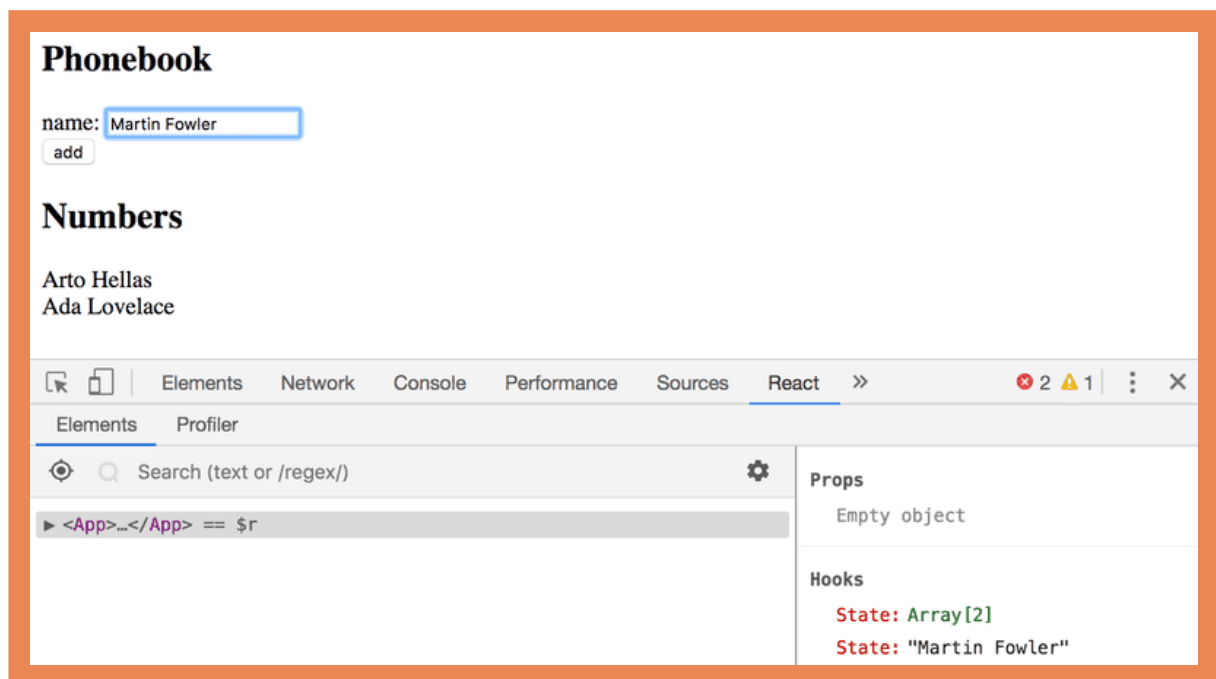 Phonebook
name: Martin Fowler
add
Numbers
Arto Hellas
Ada Lovelace
Elements Network Console Performance Sources React » 2 1
Elements Profiler
Search (text or /regex/)
Props
Empty object
▶ <App>…</App> == $r
Hooks
State: Array[2]
State: "Martin Fowler"